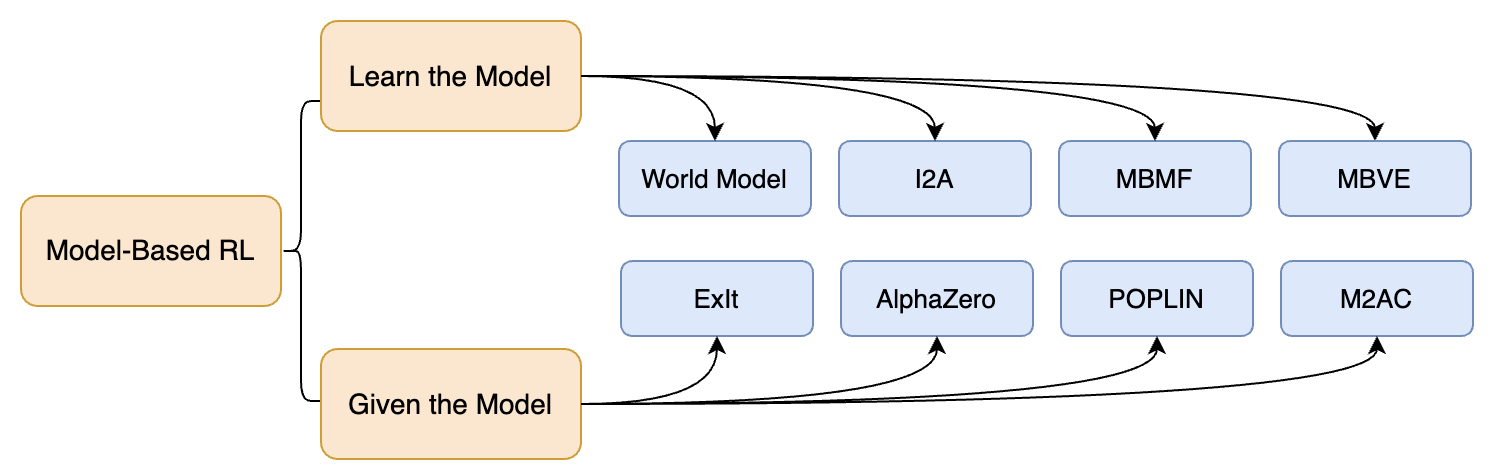 Learn the Model
World Model
I2A
MBMF
MBVE
Model-Based RL
ExIt
AlphaZero
POPLIN
M2AC
Given the Model